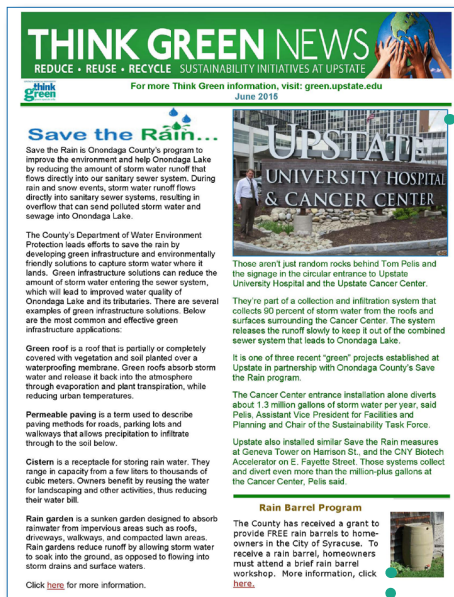 THINK GREEN NEWS
REDUCE • REUSE • RECYCLE SUSTAINABILITY INITIATIVES AT UPSTATE
think
green
For more Think Green information, visit: green.upstate.edu
June 2015
Save the Rain...
Save the Rain is Onondaga County's program to
improve the environment and help Onondaga Lake
by reducing the amount of storm water runoff that
flows directly into our sanitary sewer system. During
rain and snow events, storm water runoff flows
directly into sanitary sewer systems, resulting in
overflow that can send polluted storm water and
sewage into Onondaga Lake.
The County's Department of Water Environment
Protection leads efforts to save the rain by
developing green infrastructure and environmentally
friendly solutions to capture storm water where it
lands. Green infrastructure solutions can reduce the
amount of storm water entering the sewer system,
which will lead to improved water quality of
Onondaga Lake and its tributaries. There are several
examples of green infrastructure solutions. Below
are the most common and effective green
infrastructure applications:
Green roof is a roof that is partially or completely
covered with vegetation and soil planted over a
waterproofing membrane. Green roofs absorb storm
water and release it back into the atmosphere
through evaporation and plant transpiration, while
reducing urban temperatures.
Permeable paving is a term used to describe
paving methods for roads, parking lots and
walkways that allows precipitation to infiltrate
through to the soil below.
Cistern is a receptacle for storing rain water. They
range in capacity from a few liters to thousands of
cubic meters. Owners benefit by reusing the water
for landscaping and other activities, thus reducing
their water bill.
Rain garden is a sunken garden designed to absorb
rainwater from impervious areas such as roofs,
driveways, walkways, and compacted lawn areas.
Rain gardens reduce runoff by allowing storm water
to soak into the ground, as opposed to flowing into
storm drains and surface waters.
Click here for more information.
UPSTATE
UNIVERSITY HOSPITAL
& CANCER CENTER
Those aren't just random rocks behind Tom Pelis and
the signage in the circular entrance to Upstate
University Hospital and the Upstate Cancer Center.
They're part of a collection and infiltration system that
collects 90 percent of storm water from the roofs and
surfaces surrounding the Cancer Center. The system
releases the runoff slowly to keep it out of the combined
sewer system that leads to Onondaga Lake.
It is one of three recent "green" projects established at
Upstate in partnership with Onondaga County's Save
the Rain program.
The Cancer Center entrance installation alone diverts
about 1.3 million gallons of storm water per year, said
Pelis, Assistant Vice President for Facilities and
Planning and Chair of the Sustainability Task Force.
Upstate also installed similar Save the Rain measures
at Geneva Tower on Harrison St., and the CNY Biotech
Accelerator on E. Fayette Street. Those systems collect
and divert even more than the million-plus gallons at
the Cancer Center, Pelis said.
Rain Barrel Program
The County has received a grant to
provide FREE rain barrels to home-
owners in the City of Syracuse. To
receive a rain barrel, homeowners
must attend a brief rain barrel
workshop. More information, click
here.